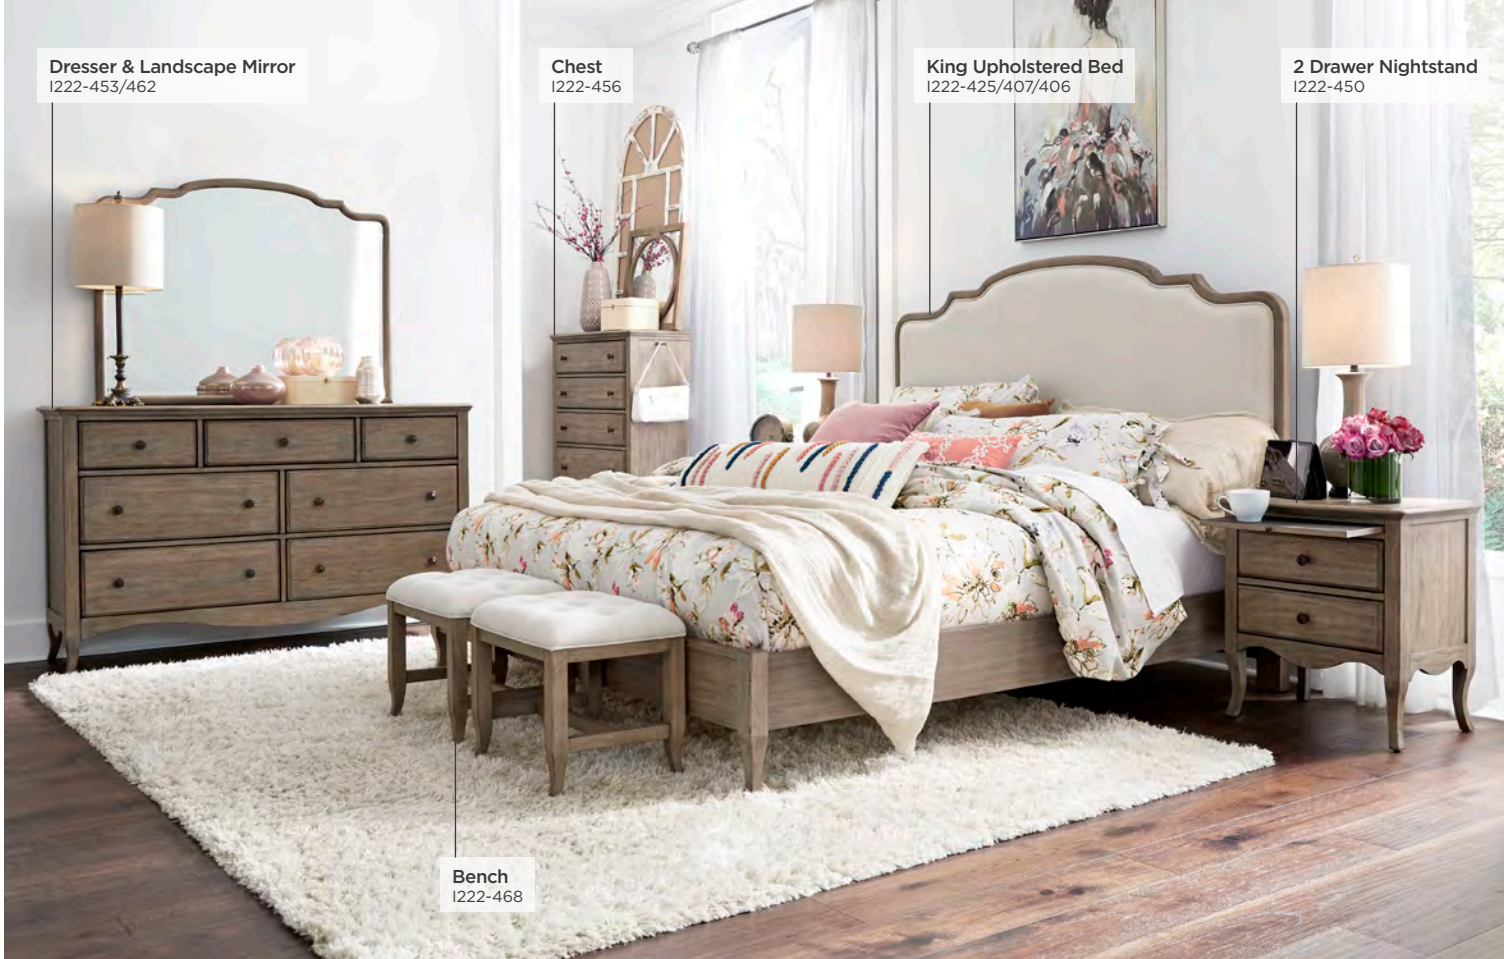 Dresser & Landscape Mirror
I222-453/462
Chest
I222-456
King Upholstered Bed
I222-425/407/406
2 Drawer Nightstand
I222-450
Bench
I222-468